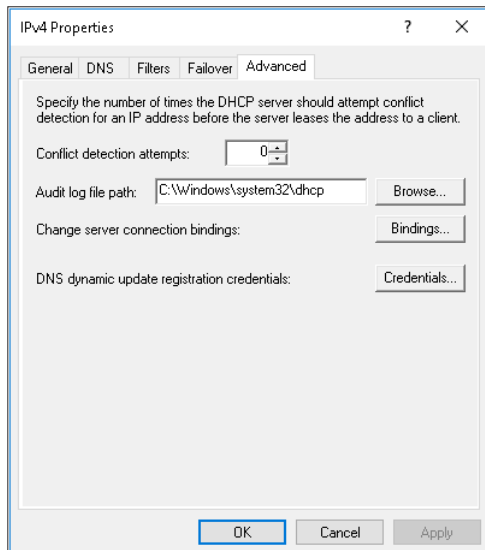 IPv4 Properties ? ×
General DNS Filters Failover Advanced
Specify the number of times the DHCP server should attempt conflict
detection for an IP address before the server leases the address to a client.
Conflict detection attempts: 0
Audit log file path: C:\Windows\system32\dhcp Browse...
Change server connection bindings: Bindings...
DNS dynamic update registration credentials: Credentials...
OK Cancel Apply